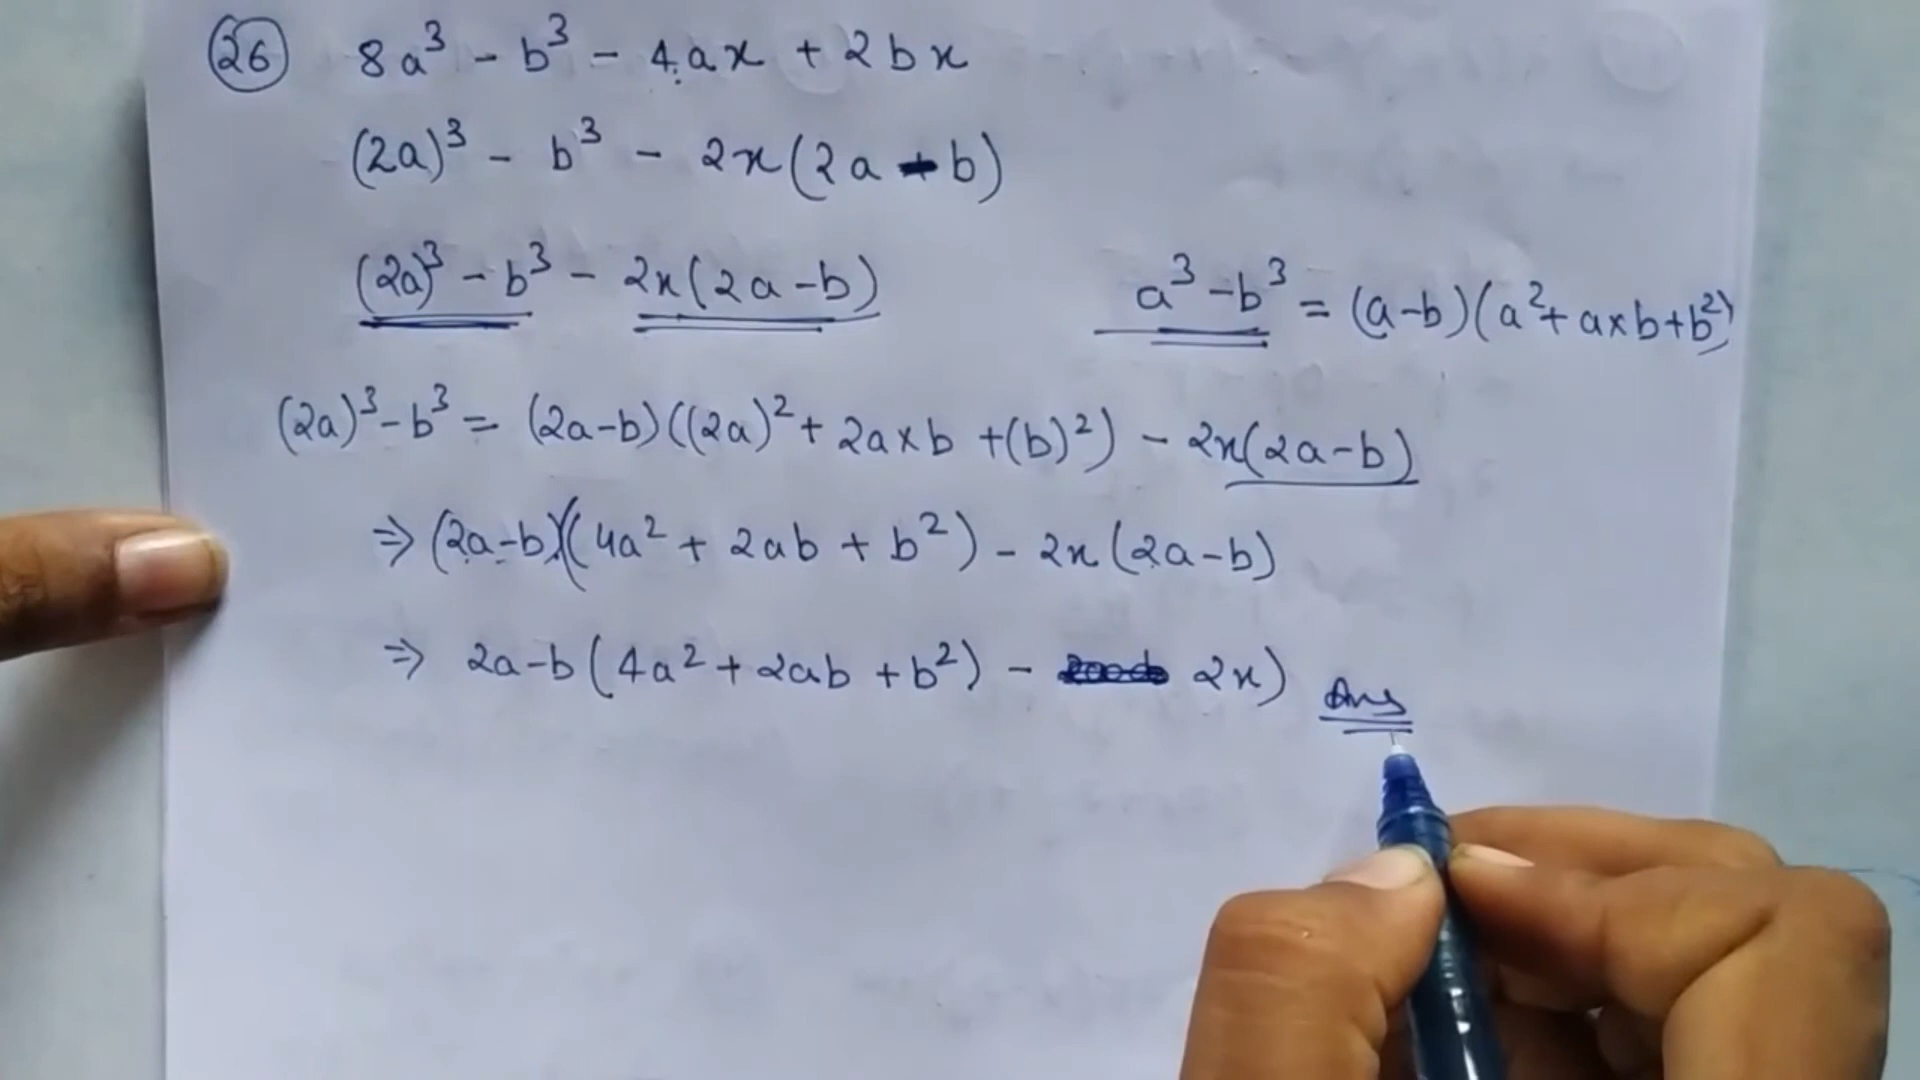 26 8a³ - b³ - 4ax + 2bx
(2a)³ - b³ - 2x(2a - b)
(2a)³ - b³ - 2x(2a - b)
a³ - b³ = (a-b)(a² + a×b + b²)
(2a)³ - b³ = (2a-b)((2a)² + 2a×b + (b)²) - 2x(2a-b)
⇒ (2a-b)(4a² + 2ab + b²) - 2x(2a-b)
⇒ 2a-b(4a² + 2ab + b²) - 2x) Ans